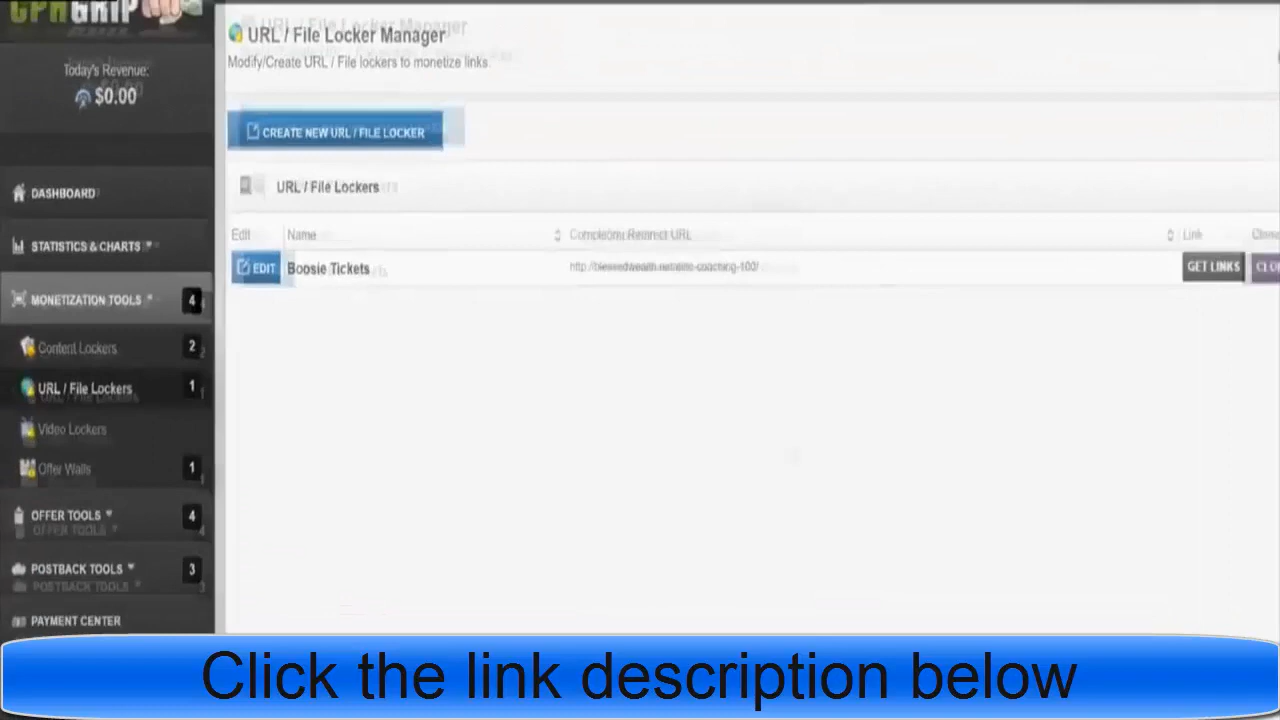 CPAGRIP
Today's Revenue:
$0.00
DASHBOARD
STATISTICS & CHARTS
MONETIZATION TOOLS 4
Content Lockers 2
URL / File Lockers 1
Video Lockers
Offer Walls 1
OFFER TOOLS 4
POSTBACK TOOLS 3
PAYMENT CENTER
URL / File Locker Manager
Modify/Create URL / File lockers to monetize links.
CREATE NEW URL / FILE LOCKER
URL / File Lockers
Edit Name Completion Redirect URL Link
EDIT Boosie Tickets GET LINKS
Click the link description below